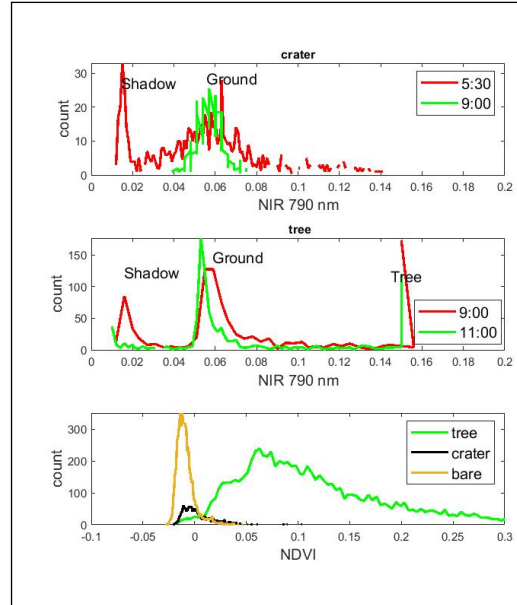 crater
30
20
10
0
count
Shadow
Ground
5:30
9:00
0 0.02 0.04 0.06 0.08 0.1 0.12 0.14 0.16 0.18 0.2
NIR 790 nm
tree
150
100
50
0
count
Shadow
Ground
Tree
9:00
11:00
0 0.02 0.04 0.06 0.08 0.1 0.12 0.14 0.16 0.18 0.2
NIR 790 nm
300
200
100
0
count
tree
crater
bare
-0.1 -0.05 0 0.05 0.1 0.15 0.2 0.25 0.3
NDVI